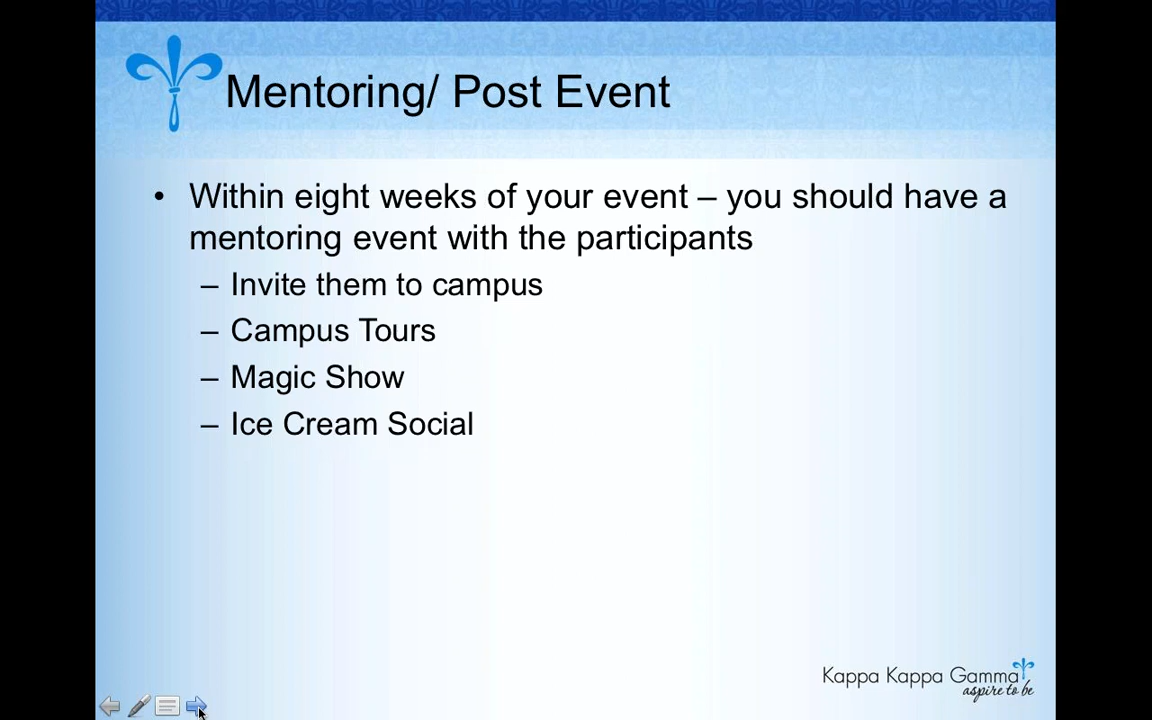 Mentoring/ Post Event
• Within eight weeks of your event – you should have a
mentoring event with the participants
– Invite them to campus
– Campus Tours
– Magic Show
– Ice Cream Social
Kappa Kappa Gamma
aspire to be